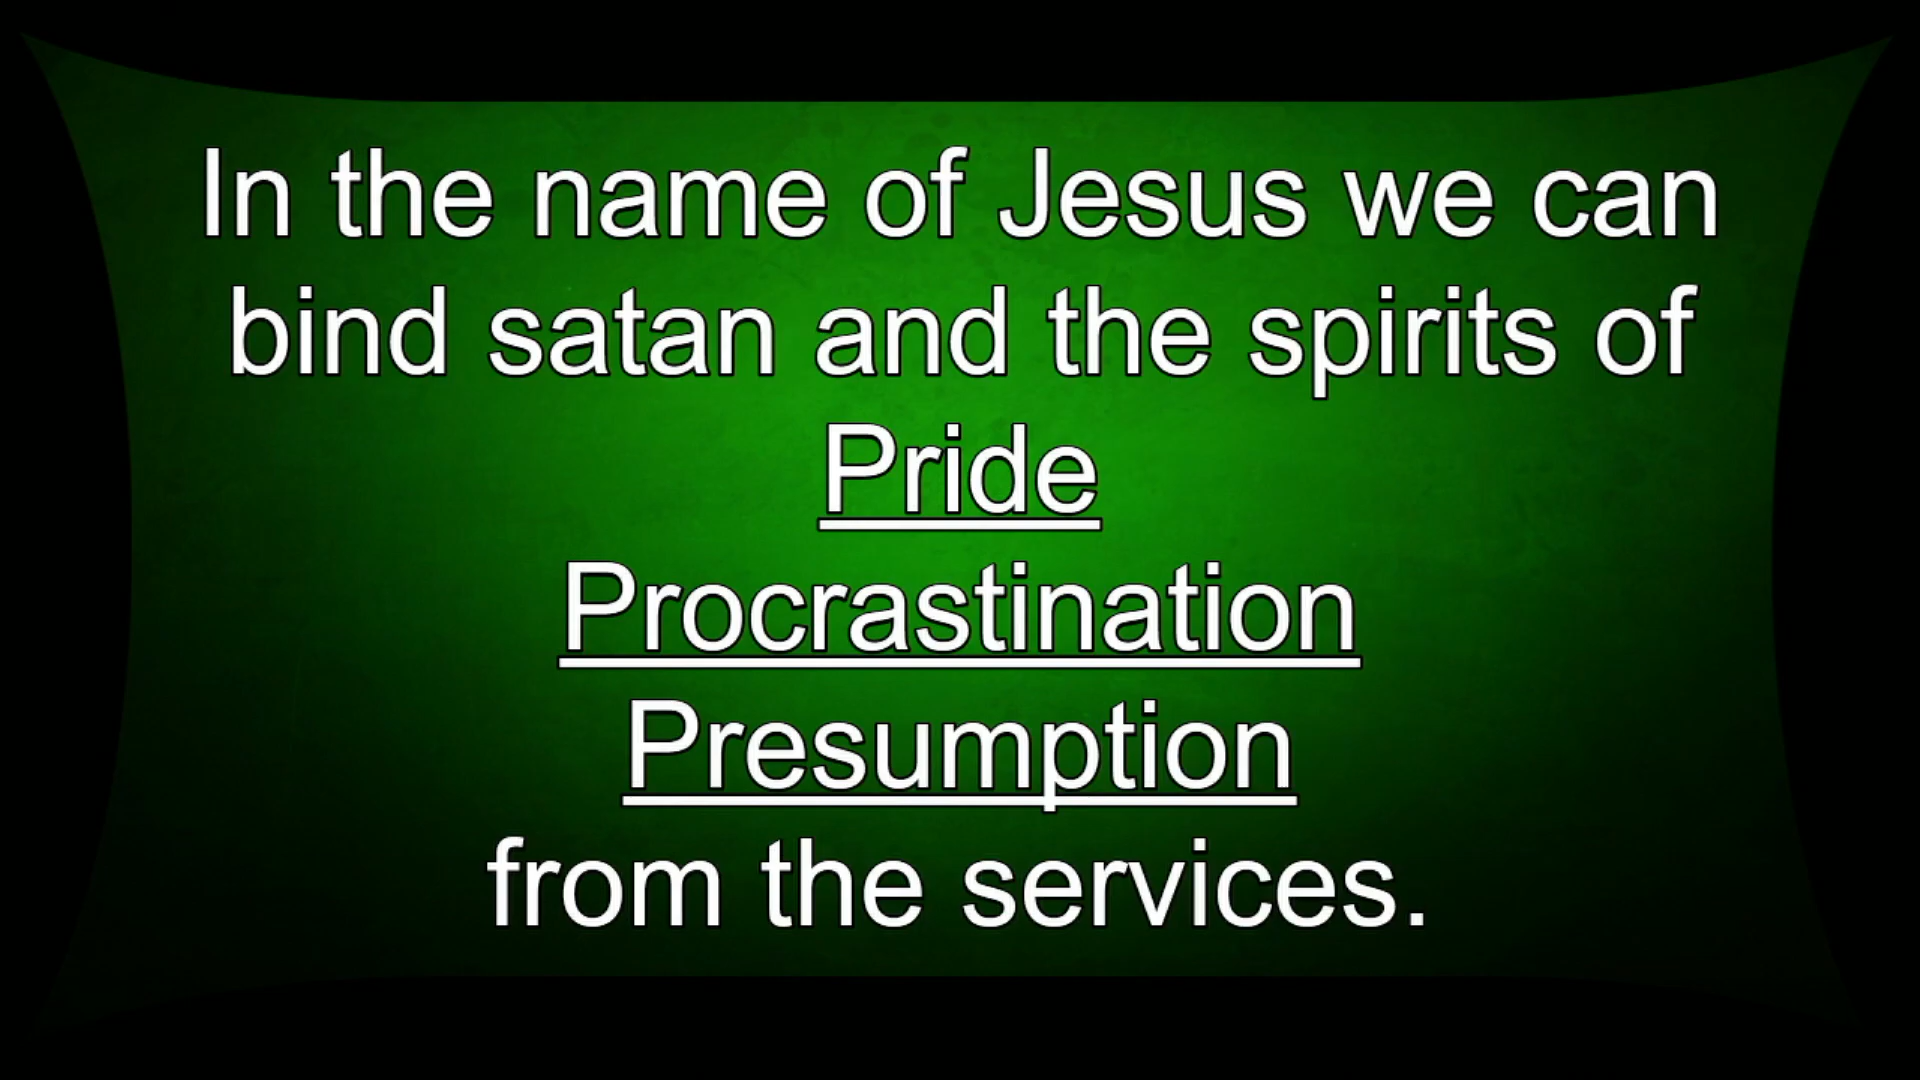 In the name of Jesus we can
bind satan and the spirits of
Pride
Procrastination
Presumption
from the services.